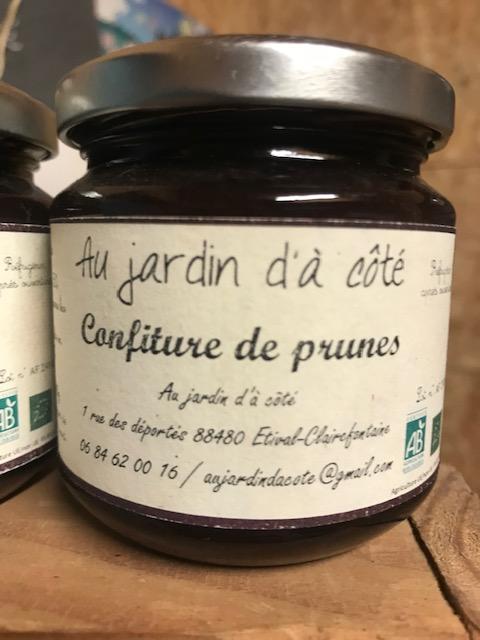 Au jardin d'à côté
Confiture de prunes
Au jardin d'à côté
1 rue des déportés 88480 Etival-Clairefontaine
06 84 62 00 16 / aujardindacote@gmail.com
AB
AB